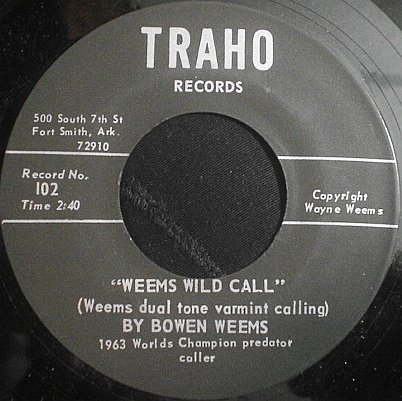 TRAHO
RECORDS
500 South 7th St
Fort Smith, Ark.
72910
Record No.
102
Time 2:40
Copyright
Wayne Weems
"WEEMS WILD CALL"
(Weems dual tone varmint calling)
BY BOWEN WEEMS
1963 Worlds Champion predator
caller